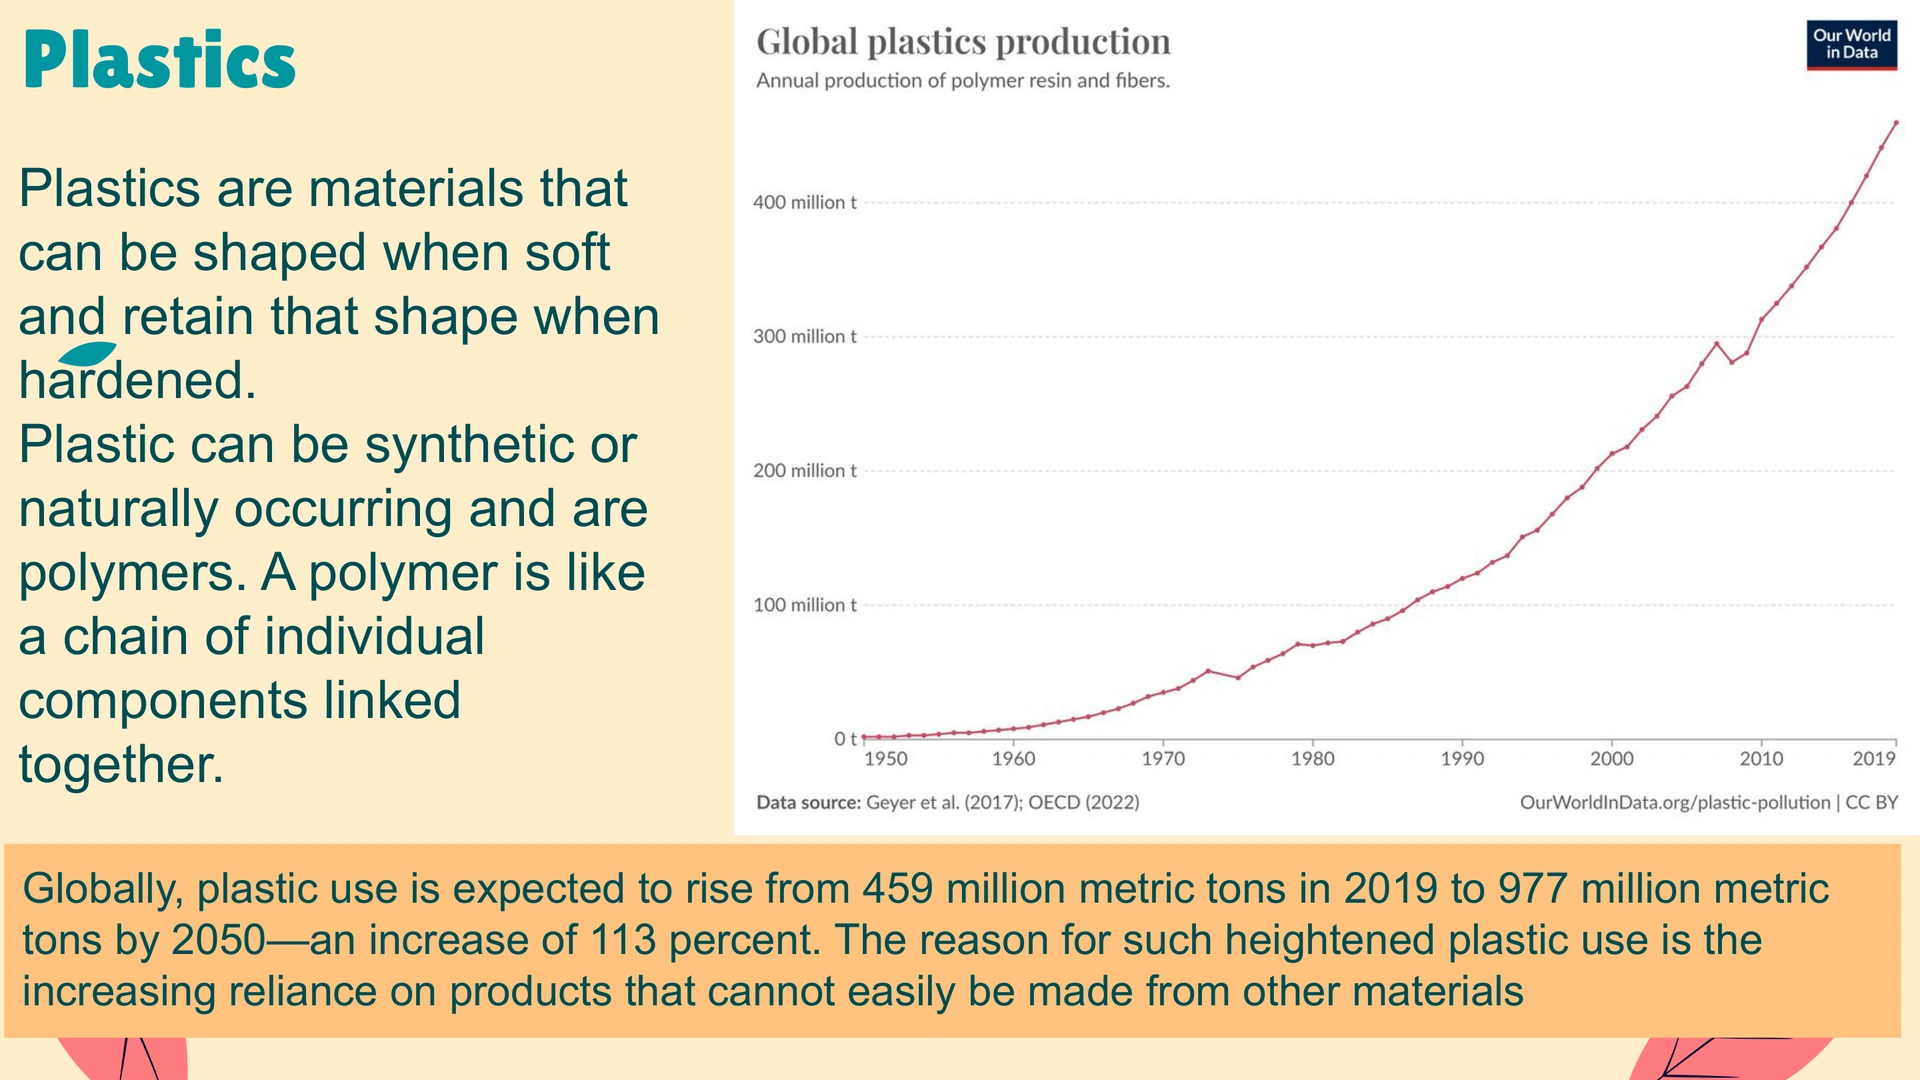 Plastics
Plastics are materials that
can be shaped when soft
and retain that shape when
hardened.
Plastic can be synthetic or
naturally occurring and are
polymers. A polymer is like
a chain of individual
components linked
together.
Global plastics production
Annual production of polymer resin and fibers.
Our World
in Data
400 million t
300 million t
200 million t
100 million t
0 t
1950 1960 1970 1980 1990 2000 2010 2019
Data source: Geyer et al. (2017); OECD (2022)
OurWorldInData.org/plastic-pollution | CC BY
Globally, plastic use is expected to rise from 459 million metric tons in 2019 to 977 million metric
tons by 2050—an increase of 113 percent. The reason for such heightened plastic use is the
increasing reliance on products that cannot easily be made from other materials